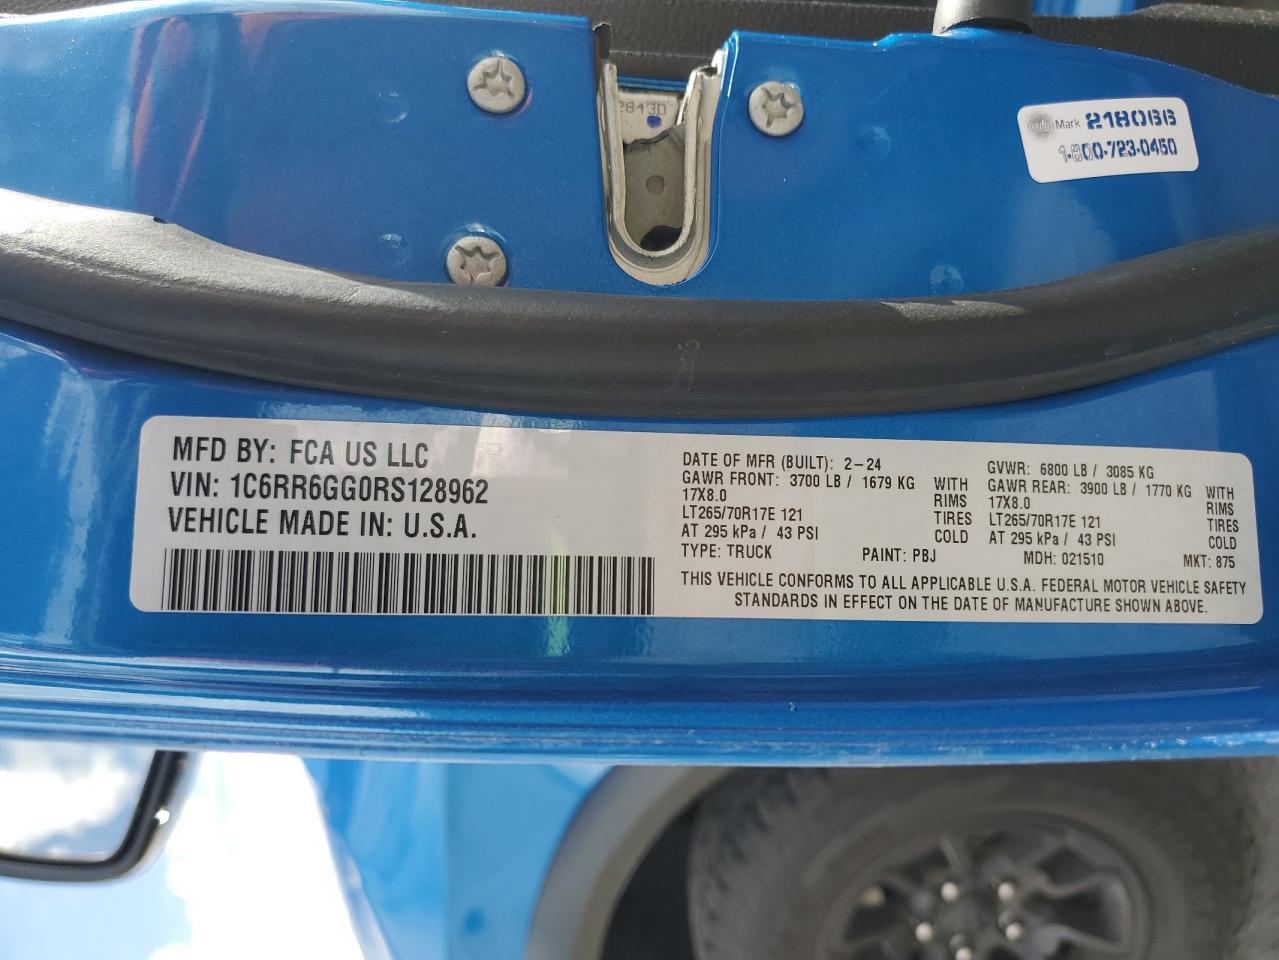 2843D
Mark 218066
1-800-723-0450
MFD BY: FCA US LLC
VIN: 1C6RR6GG0RS128962
VEHICLE MADE IN: U.S.A.
DATE OF MFR (BUILT): 2-24
GAWR FRONT: 3700 LB / 1679 KG WITH
17X8.0 RIMS
LT265/70R17E 121 TIRES
AT 295 kPa / 43 PSI COLD
TYPE: TRUCK PAINT: PBJ
GVWR: 6800 LB / 3085 KG
GAWR REAR: 3900 LB / 1770 KG WITH
17X8.0 RIMS
LT265/70R17E 121 TIRES
AT 295 kPa / 43 PSI COLD
MDH: 021510 MKT: 875
THIS VEHICLE CONFORMS TO ALL APPLICABLE U.S.A. FEDERAL MOTOR VEHICLE SAFETY
STANDARDS IN EFFECT ON THE DATE OF MANUFACTURE SHOWN ABOVE.